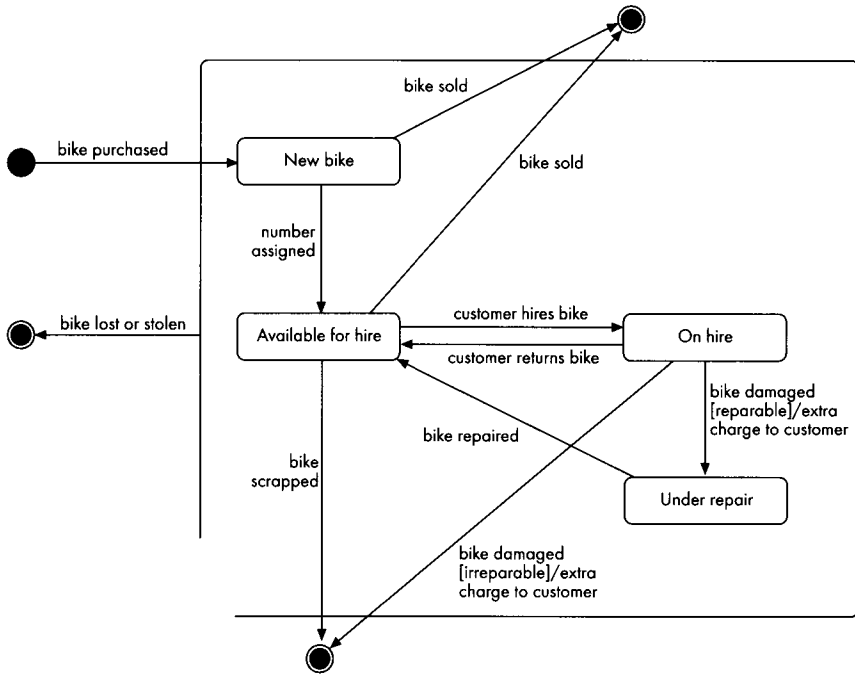 bike sold
bike purchased
New bike
bike sold
number
assigned
bike lost or stolen
Available for hire
customer hires bike
On hire
customer returns bike
bike damaged
[reparable]/extra
charge to customer
bike repaired
bike
scrapped
Under repair
bike damaged
[irreparable]/extra
charge to customer